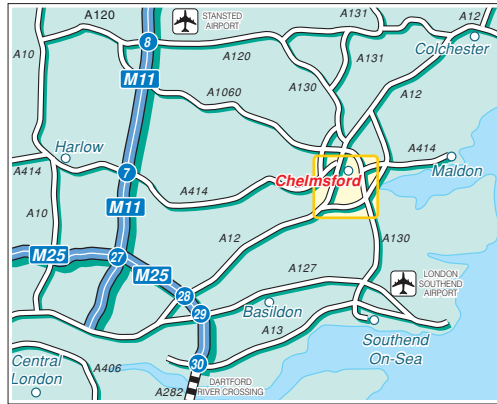 A120
STANSTED
AIRPORT
A131
A12
Colchester
A10
8
A120
A131
M11
A130
A12
A1060
Harlow
A414
Maldon
7
Chelmsford
A414
A414
A10
M11
A12
A130
M25
27
M25
A127
LONDON
SOUTHEND
AIRPORT
28
29
Basildon
A13
Southend
On-Sea
Central
London
A406
30
DARTFORD
RIVER CROSSING
A282